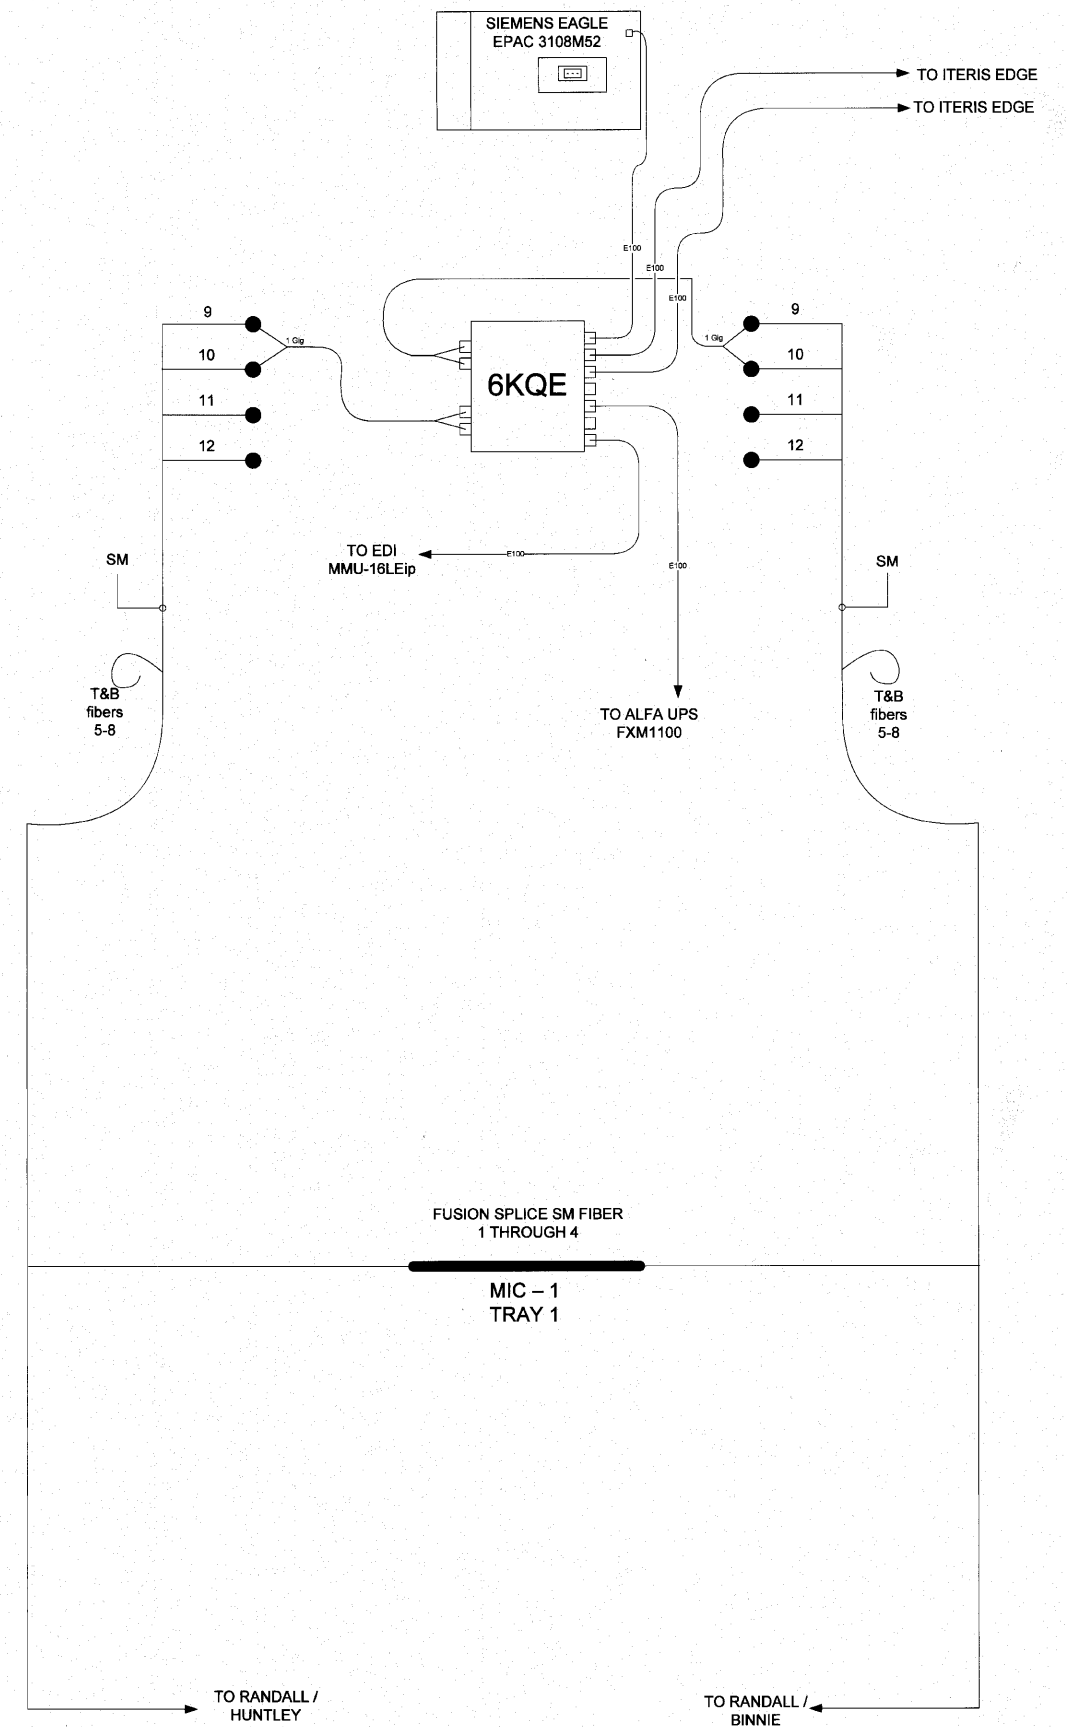 SIEMENS EAGLE
EPAC 3108M52
TO ITERIS EDGE
TO ITERIS EDGE
E100
E100
E100
9
10
11
12
1 Gig
6KQE
1 Gig
9
10
11
12
TO EDI
MMU-16LEip
E100
E100
SM
SM
T&B
fibers
5-8
TO ALFA UPS
FXM1100
T&B
fibers
5-8
FUSION SPLICE SM FIBER
1 THROUGH 4
MIC – 1
TRAY 1
TO RANDALL /
HUNTLEY
TO RANDALL /
BINNIE